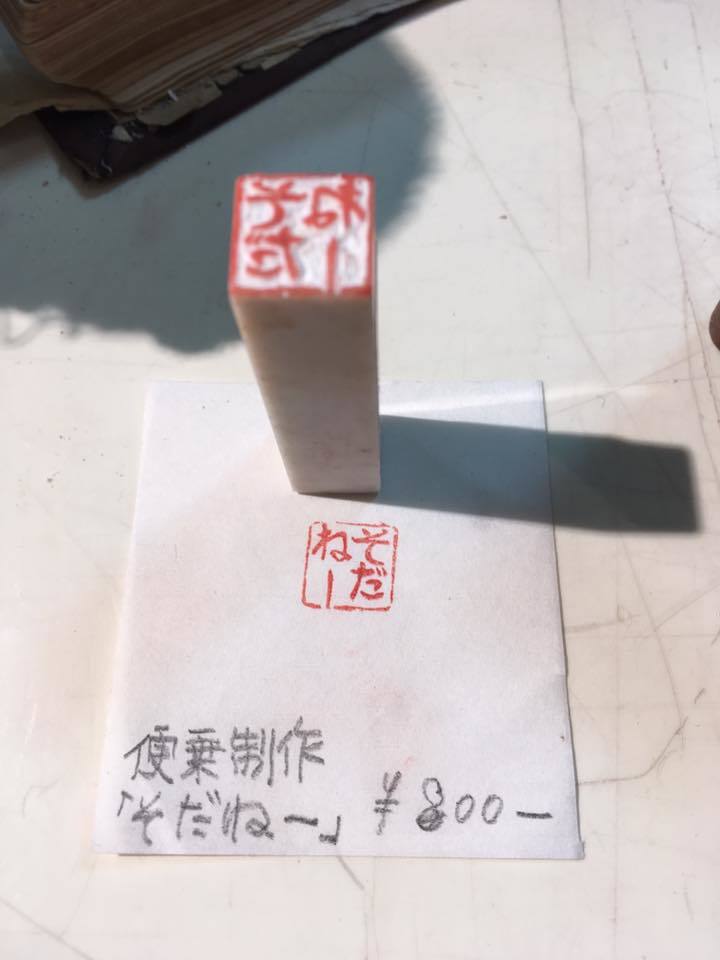 そだ
ねー
便乗制作
「そだねー」 ¥800ー